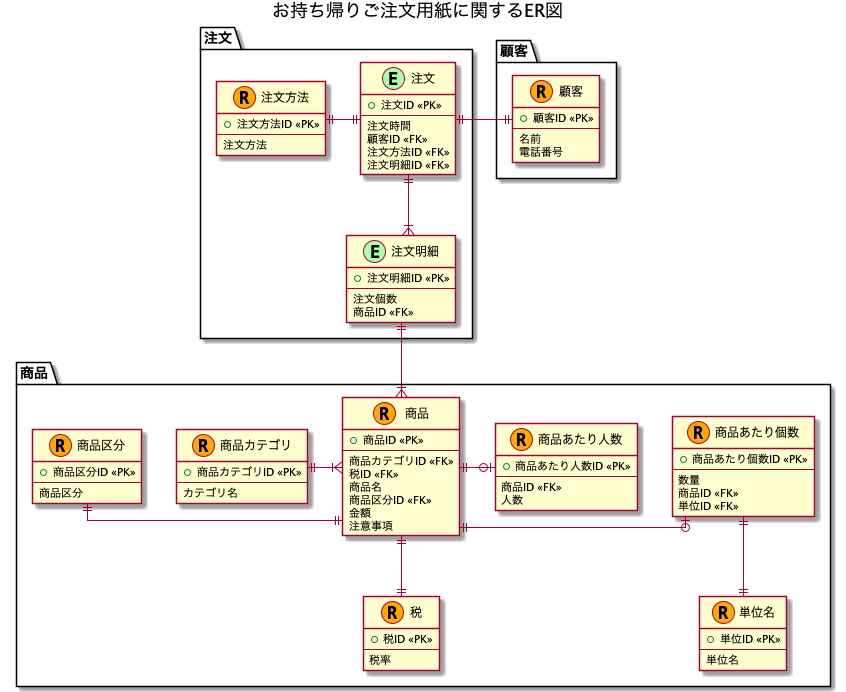 お持ち帰りご注文用紙に関するER図
注文
顧客
R 注文方法
注文方法ID «PK»
注文方法
E 注文
注文ID «PK»
注文時間
顧客ID «FK»
注文方法ID «FK»
注文明細ID «FK»
R 顧客
顧客ID «PK»
名前
電話番号
E 注文明細
注文明細ID «PK»
注文個数
商品ID «FK»
商品
R 商品区分
商品区分ID «PK»
商品区分
R 商品カテゴリ
商品カテゴリID «PK»
カテゴリ名
R 商品
商品ID «PK»
商品カテゴリID «FK»
税ID «FK»
商品名
商品区分ID «FK»
金額
注意事項
R 商品あたり人数
商品あたり人数ID «PK»
商品ID «FK»
人数
R 商品あたり個数
商品あたり個数ID «PK»
数量
商品ID «FK»
単位ID «FK»
R 税
税ID «PK»
税率
R 単位名
単位ID «PK»
単位名